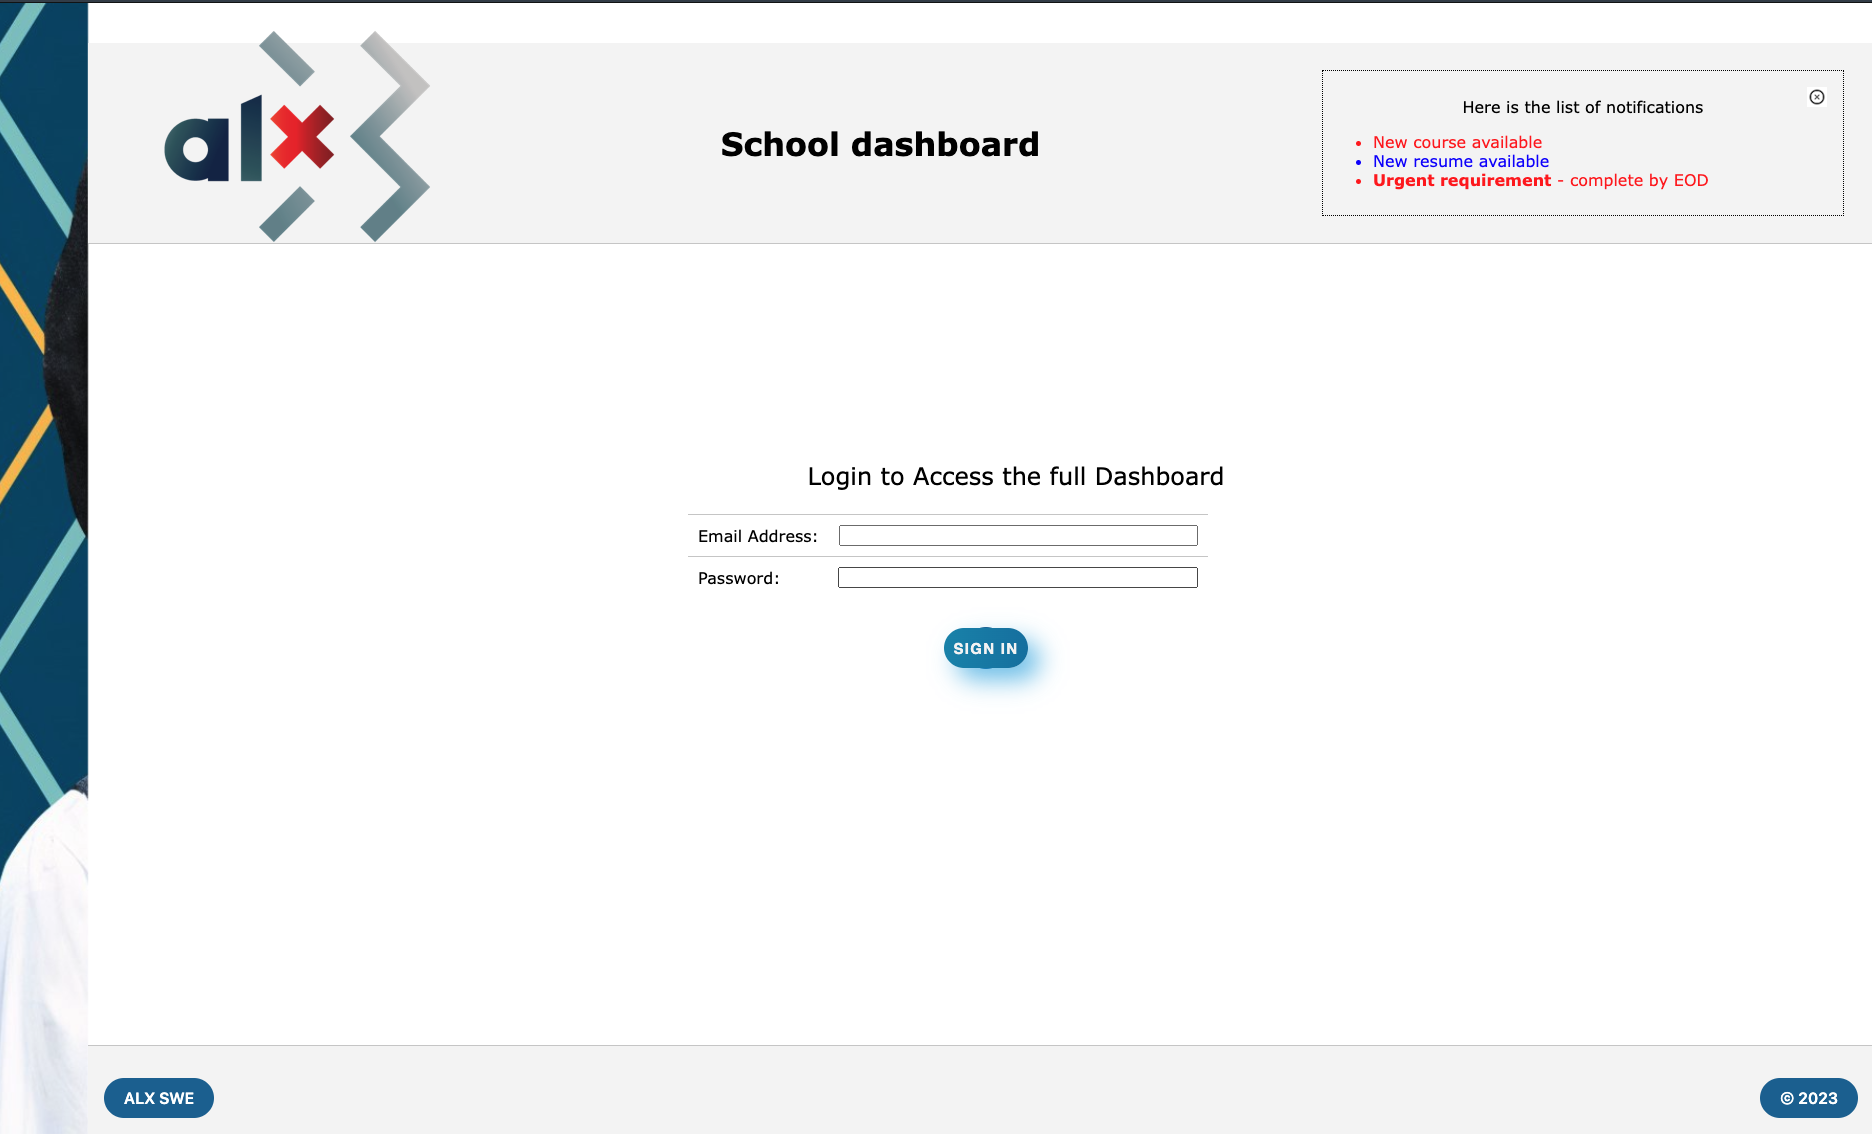 alx
School dashboard
Here is the list of notifications
New course available
New resume available
Urgent requirement - complete by EOD
Login to Access the full Dashboard
Email Address:
Password:
SIGN IN
ALX SWE
© 2023